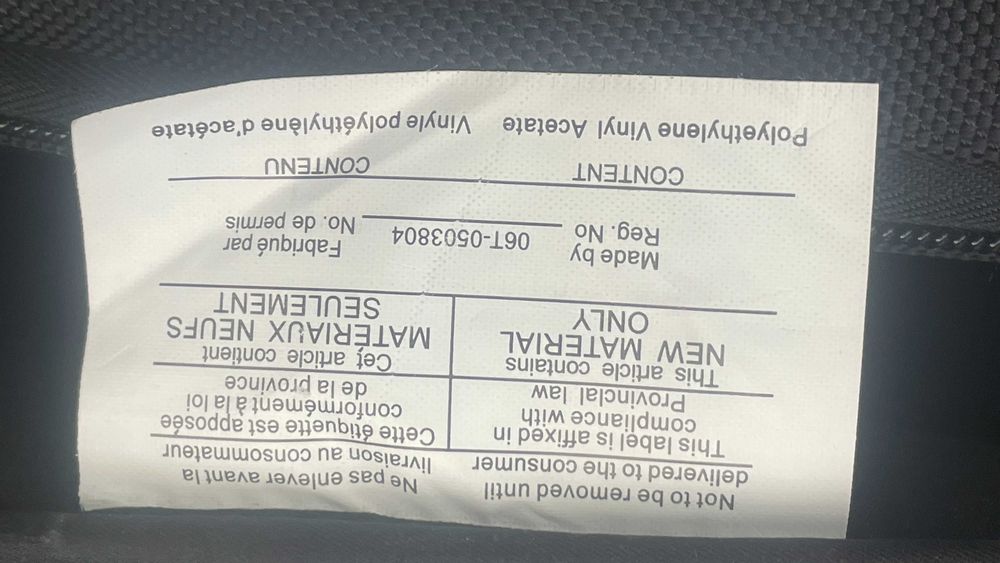 Not to be removed until
delivered to the consumer
Ne pas enlever avant la
livraison au consommateur
This label is affixed in
compliance with
Provincial law
Cette étiquette est apposée
conformément à la loi
de la province
This article contains
NEW MATERIAL
ONLY
Cet article contient
MATÉRIAUX NEUFS
SEULEMENT
Made by
Reg. No
06T-0503804
Fabriqué par
No. de permis
CONTENT
CONTENU
Polyethylene Vinyl Acetate
Vinyle polyéthylène d'acétate